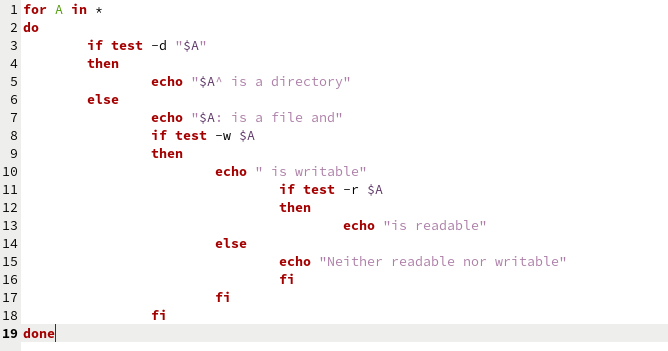 1 for A in *
2 do
3 if test -d "$A"
4 then
5 echo "$A^ is a directory"
6 else
7 echo "$A: is a file and"
8 if test -w $A
9 then
10 echo " is writable"
11 if test -r $A
12 then
13 echo "is readable"
14 else
15 echo "Neither readable nor writable"
16 fi
17 fi
18 fi
19 done